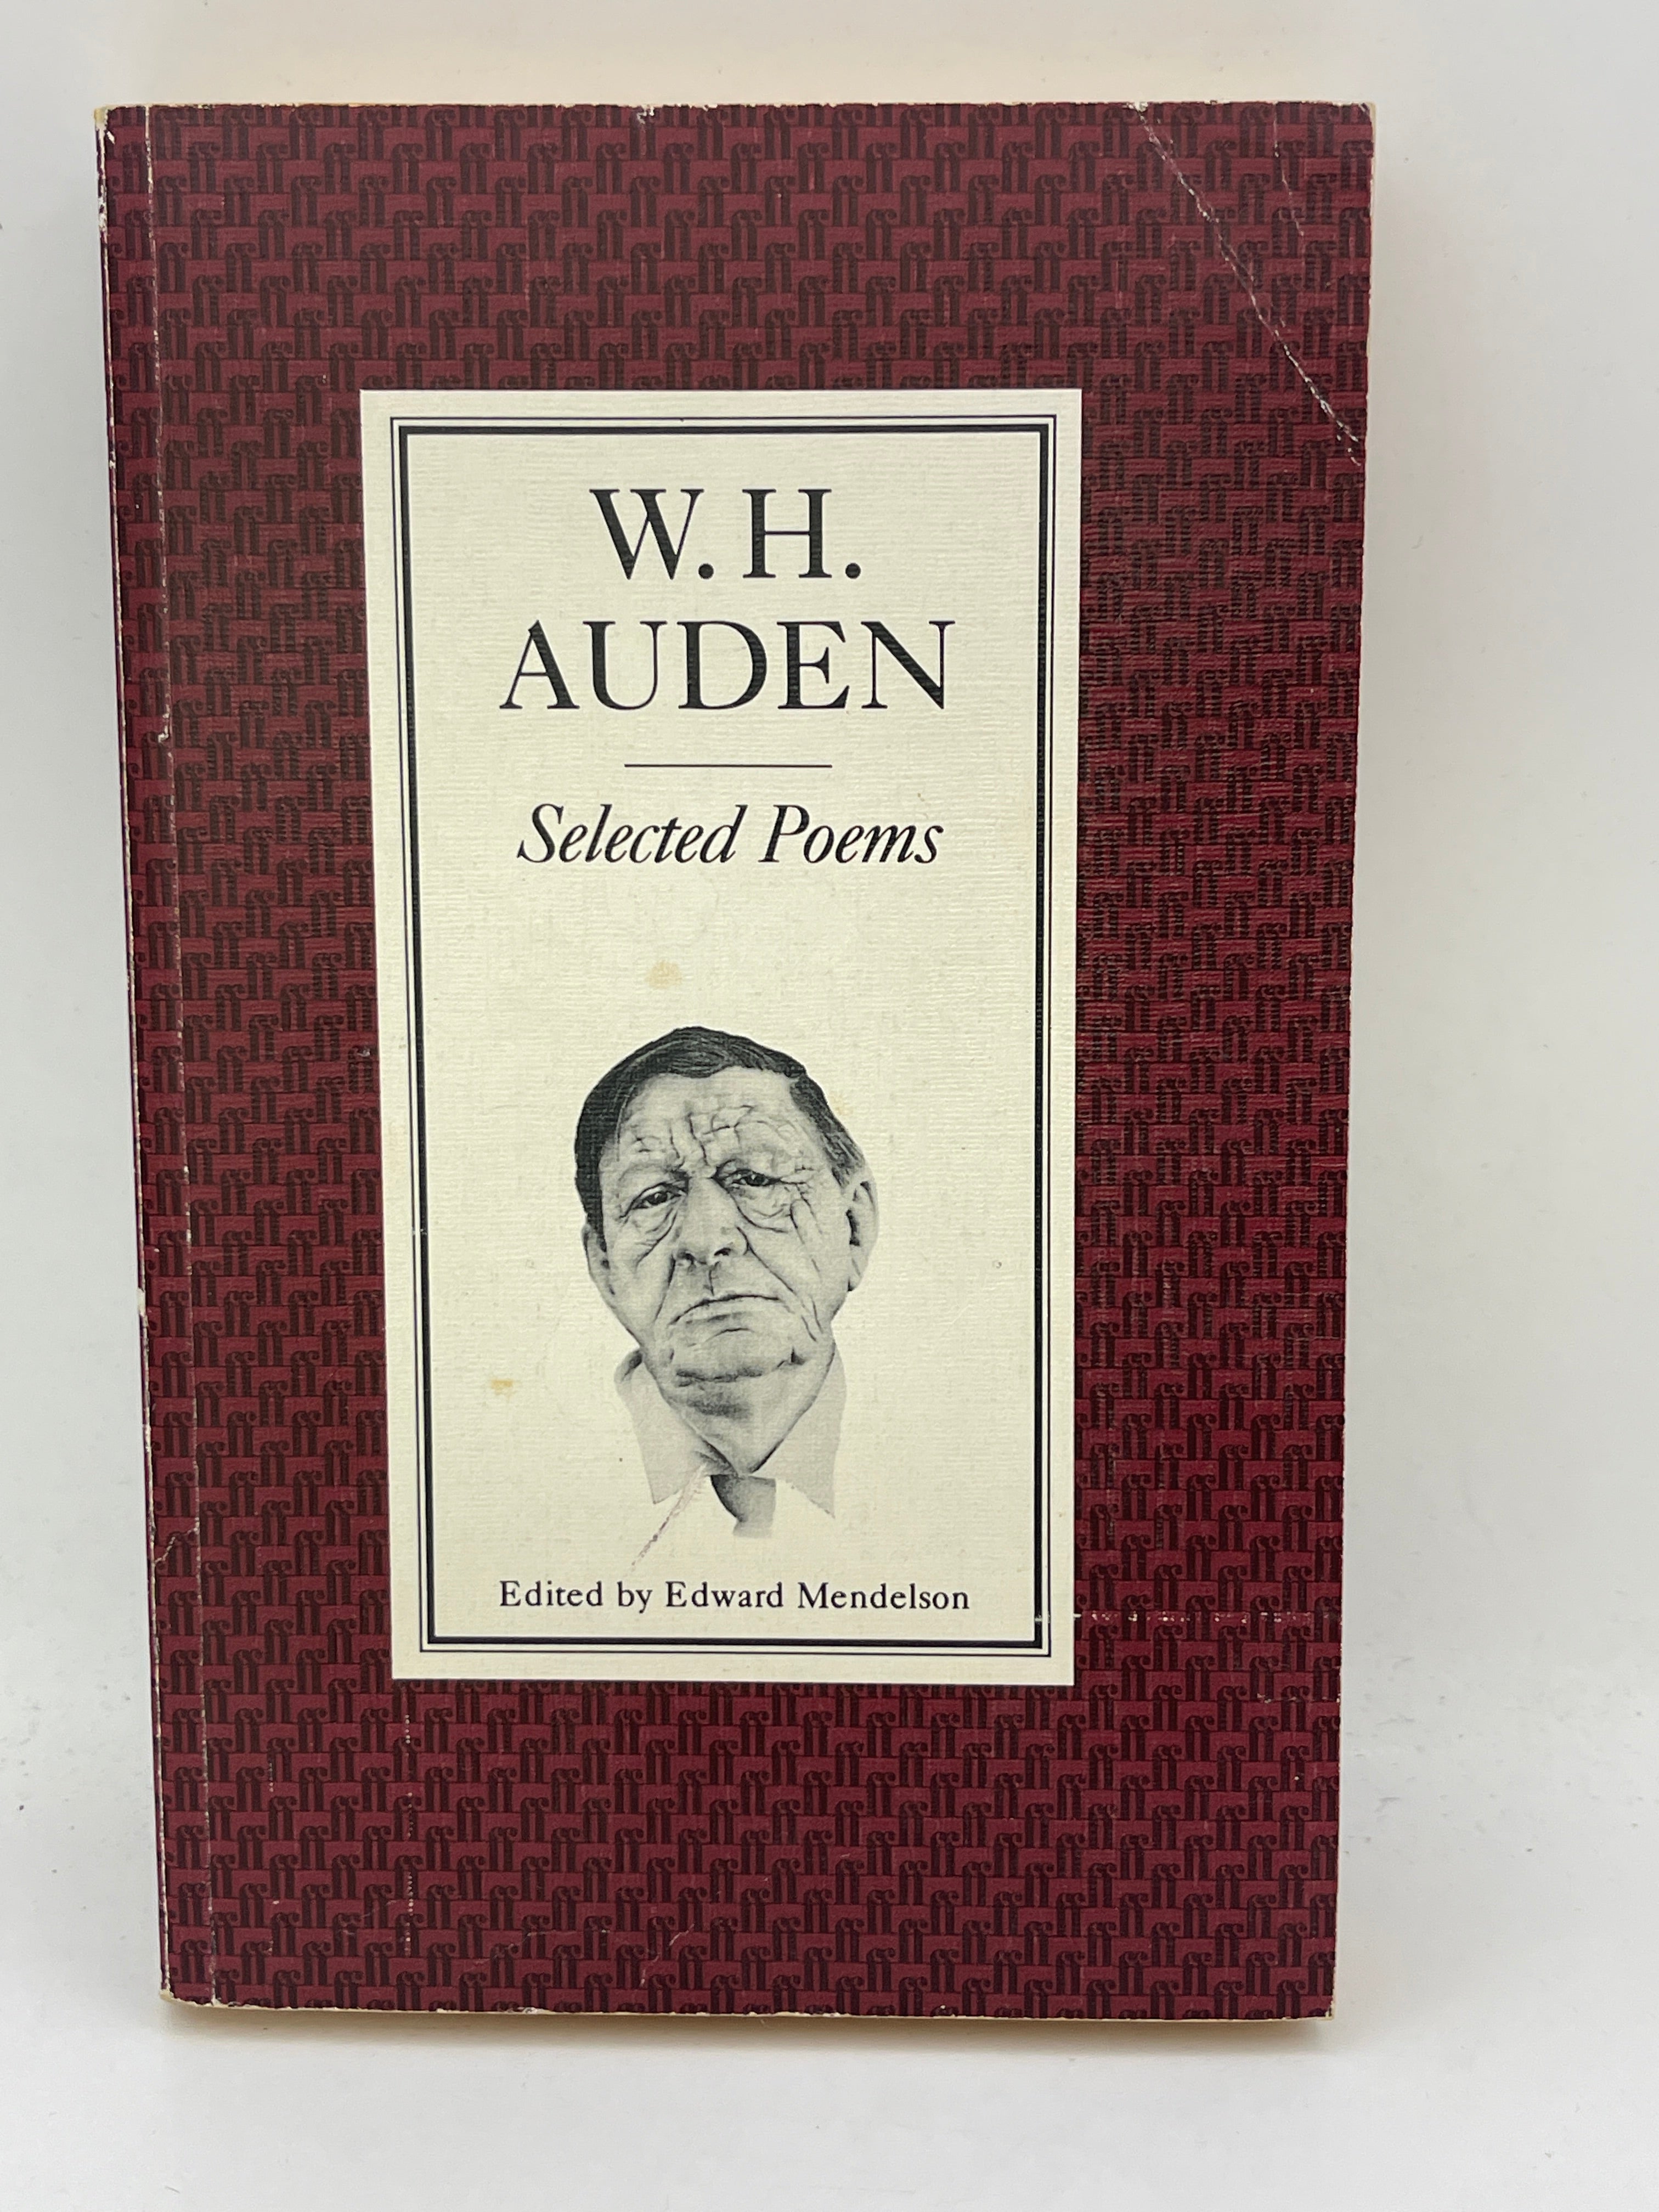 W. H.
AUDEN
Selected Poems
Edited by Edward Mendelson